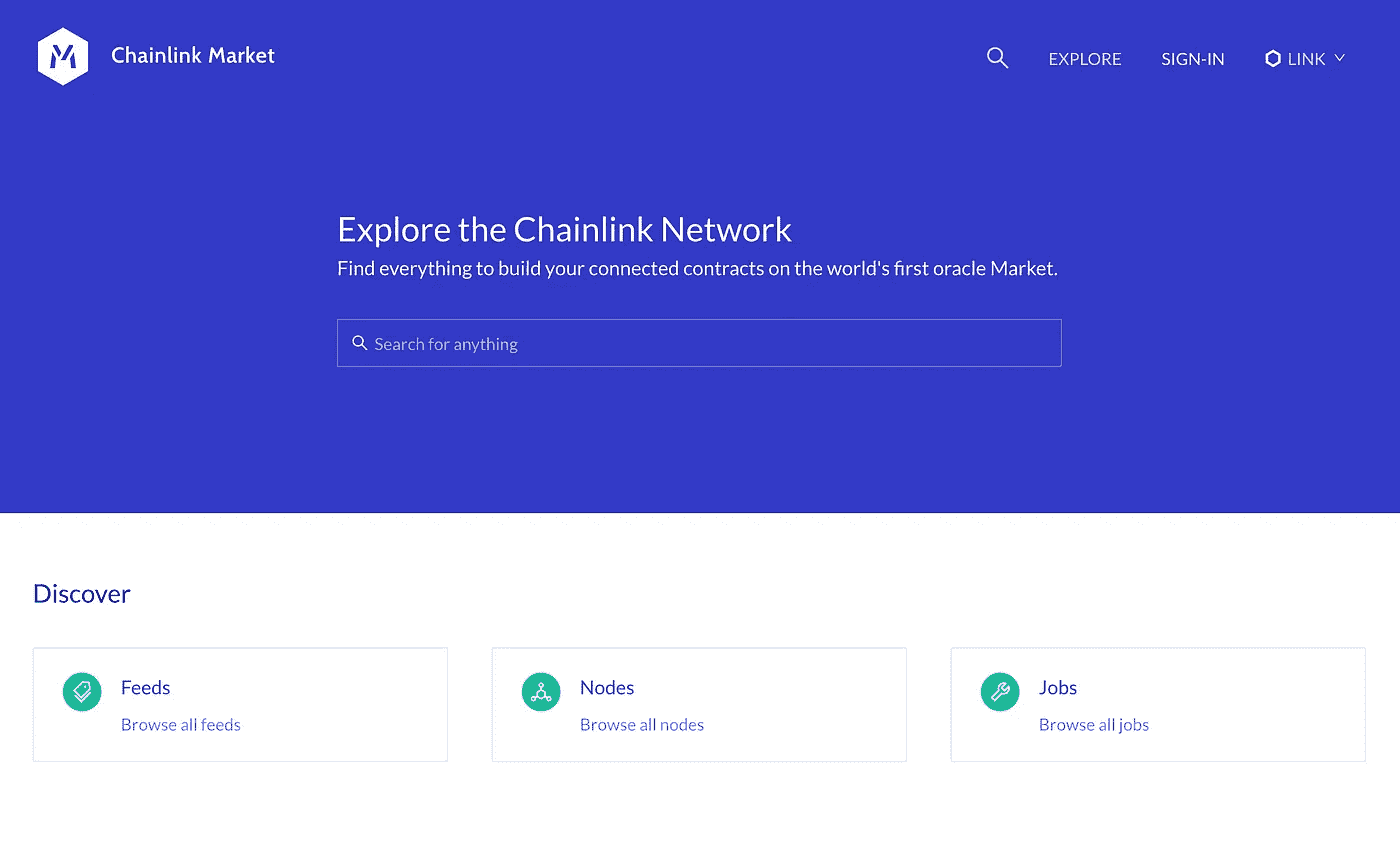 Chainlink Market
EXPLORE
SIGN-IN
LINK
Explore the Chainlink Network
Find everything to build your connected contracts on the world's first oracle Market.
Search for anything
Discover
Feeds
Browse all feeds
Nodes
Browse all nodes
Jobs
Browse all jobs